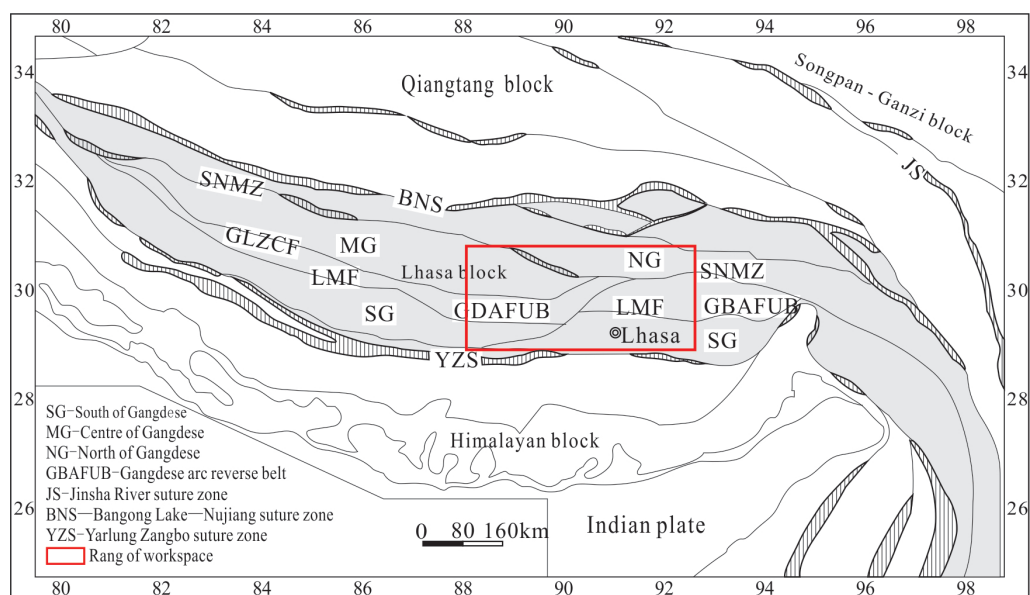 80 82 84 86 88 90 92 94 96 98
34 34
Songpan - Ganzi block
Qiangtang block
JS
32 32
SNMZ
BNS
GLZCF
MG
NG
Lhasa block
SNMZ
LMF
30 30
GDAFUB
LMF
GBAFUB
SG
Lhasa
SG
YZS
28 28
SG-South of Gangdese
MG-Centre of Gangdese
Himalayan block
NG-North of Gangdese
GBAFUB-Gangdese arc reverse belt
JS-Jinsha River suture zone
26 26
BNS—Bangong Lake—Nujiang suture zone
Indian plate
YZS-Yarlung Zangbo suture zone
0 80 160km
Rang of workspace
80 82 84 86 88 90 92 94 96 98